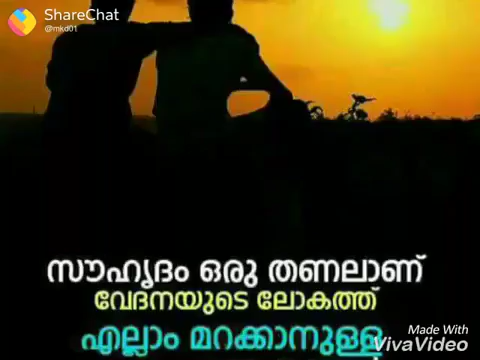 ShareChat
@mkd01
സൗഹൃദം ഒരു തണലാണ്
വേദനയുടെ ലോകത്ത്
എല്ലാം മറക്കാനുള്ള
Made With
VivaVideo